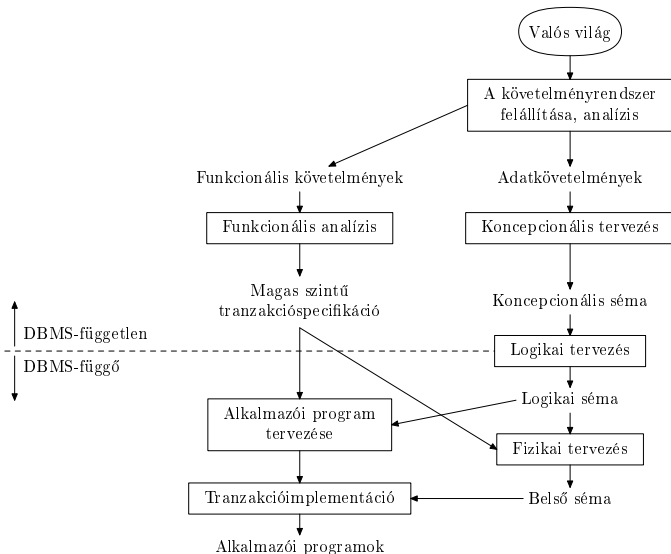 Valós világ
A követelményrendszer
felállítása, analízis
Funkcionális követelmények
Adatkövetelmények
Funkcionális analízis
Koncepcionális tervezés
Magas szintű
tranzakcióspecifikáció
Koncepcionális séma
DBMS-független
Logikai tervezés
DBMS-függő
Logikai séma
Alkalmazói program
tervezése
Fizikai tervezés
Tranzakcióimplementáció
Belső séma
Alkalmazói programok